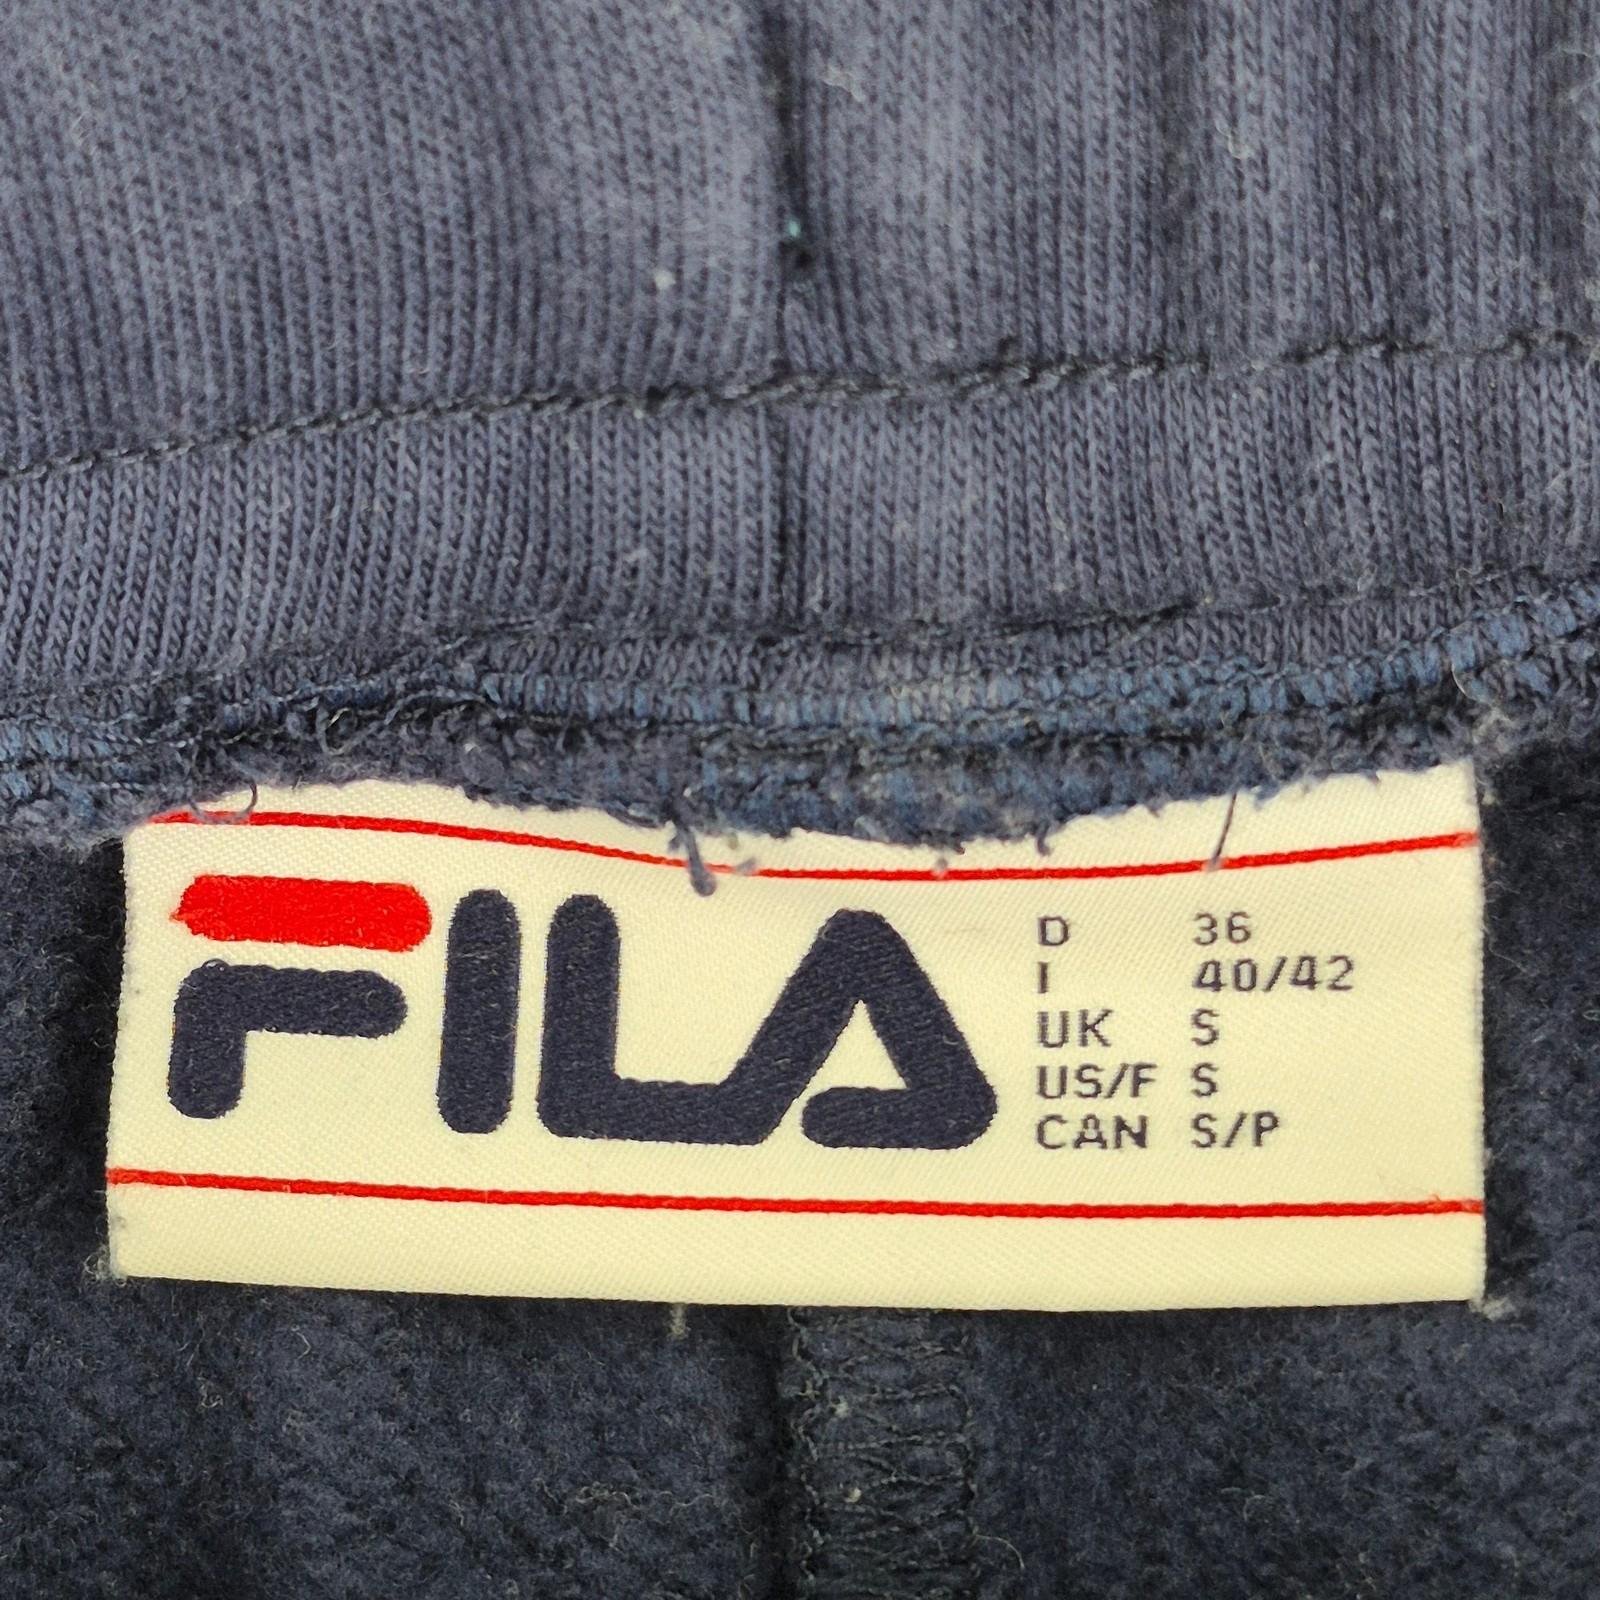 FILA
D 36
I 40/42
UK S
US/F S
CAN S/P